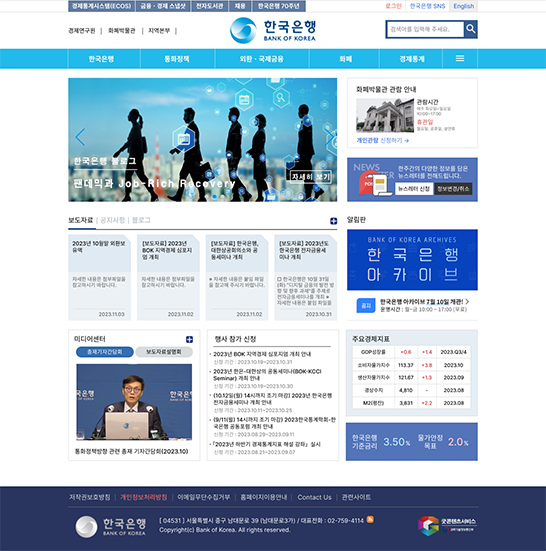 경제통계시스템(ECOS) 금융·경제 스냅샷 전자도서관 채용 한국은행 70주년
로그인 한국은행 SNS English
경제연구원 화폐박물관 지역본부
한국은행
BANK OF KOREA
검색어를 입력해 주세요.
한국은행 통화정책 외환·국제금융 화폐 경제통계
한국은행 블로그
팬데믹과 Job-Rich Recovery
자세히 보기
화폐박물관 관람 안내
관람시간
매주 화요일~일요일
10:00~17:00
휴관일
개인관람 신청하기 →
NEWS
한주간의 다양한 정보를 담은
뉴스레터를 전해드립니다.
뉴스레터 신청 정보변경/취소
보도자료 | 공지사항 | 블로그
2023년 10월말 외환보유액
자세한 내용은 첨부파일을
참고하시기 바랍니다.
2023.11.03
[보도자료] 2023년
BOK 지역경제 심포지엄 개최
자세한 내용은 첨부파일을
참고하시기 바랍니다.
2023.11.02
[보도자료] 한국은행,
대한상공회의소와 공동세미나 개최
※ 자세한 내용은 붙임 파일을 참고해 주시기 바랍니다.
2023.11.02
[보도자료] 2023년도
한국은행 전자금융세미나 개최
□ 한국은행은 10월 31일
(화) "디지털 금융의 발전 방향 및 향후 과제"를 주제로
전자금융세미나를 개최 ※
자세한 내용은 붙임 파일을
2023.10.31
알림판
BANK OF KOREA ARCHIVES
한국은행
아카이브
공지
한국은행 아카이브 7월 10일 개관! >
운영시간 : 월~금 10:00 ~ 17:00 (무료)
미디어센터
총재기자간담회 보도자료설명회
한국은행
통화정책방향 관련 총재 기자간담회(2023.10)
행사 참가 신청
• 2023년 BOK 지역경제 심포지엄 개최 안내
신청 기간 : 2023.10.19~2023.10.31
• 2023년 한은-대한상의 공동세미나(BOK-KCCI
Seminar) 개최 안내
신청 기간 : 2023.10.19~2023.10.30
• (10.12일(월) 14시까지 조기 마감) 2023년 한국은행
전자금융세미나 개최 안내
신청 기간 : 2023.10.11~2023.10.25
• (9/11(월) 14시까지 조기 마감) 2023한국통계학회-한
국은행 공동포럼 개최 안내
신청 기간 : 2023.08.29~2023.09.11
• 「2023년 하반기 경제통계지표 해설 강좌」 실시
신청 기간 : 2023.08.21~2023.09.07
주요경제지표
GDP성장률 +0.6 +1.4 2023.Q3/4
소비자물가지수 113.37 +3.8 2023.10
생산자물가지수 121.67 +1.3 2023.09
경상수지 4,810 - 2023.08
M2(평잔) 3,831 +2.2 2023.08
한국은행
기준금리 3.50%
물가안정
목표 2.0%
저작권보호방침 | 개인정보처리방침 | 이메일무단수집거부 | 홈페이지이용안내 | Contact Us | 관련사이트
한국은행
BANK OF KOREA
[ 04531 ] 서울특별시 중구 남대문로 39 (남대문로3가) / 대표전화 : 02-759-4114
Copyright(c) Bank of Korea. All rights reserved.
굿콘텐츠서비스